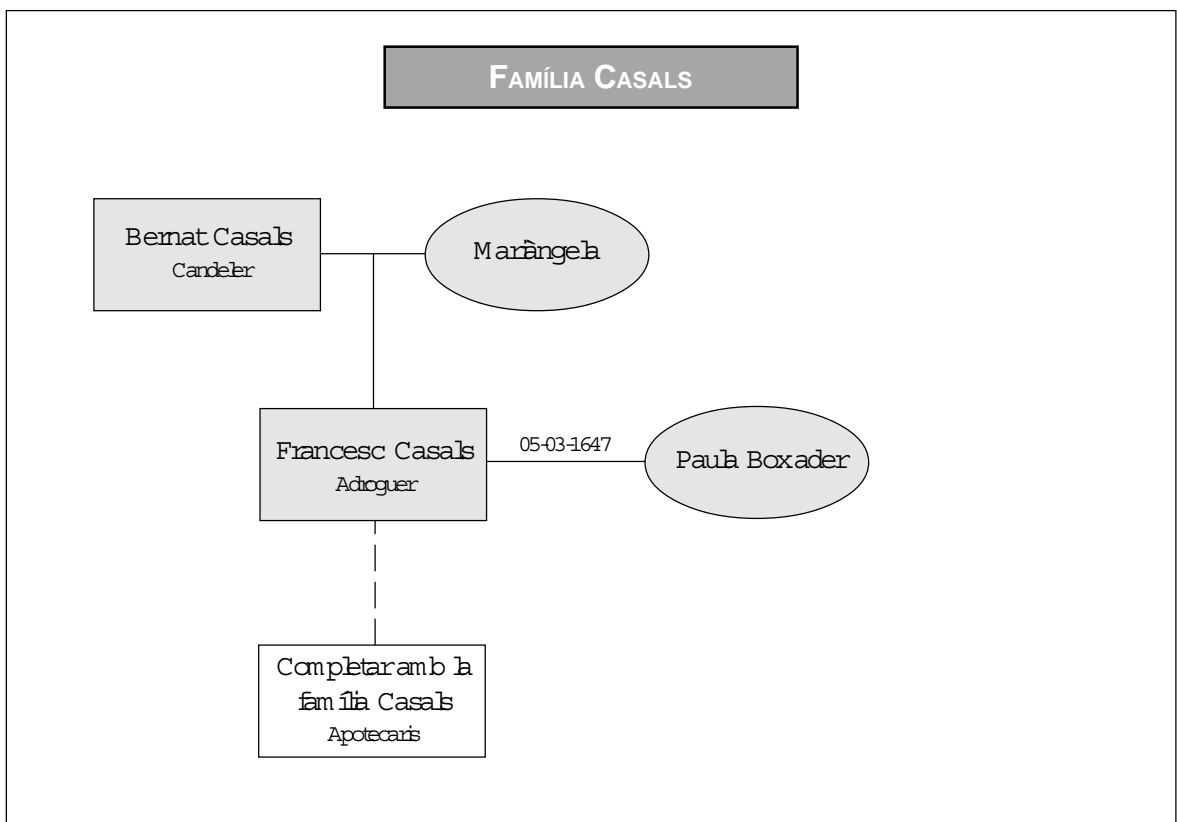 FAMÍLIA CASALS
Bernat Casals
Candeler
Mariàngela
Francesc Casals
Adroguer
05-03-1647
Paula Boxader
Completar amb la
família Casals
Apotecaris